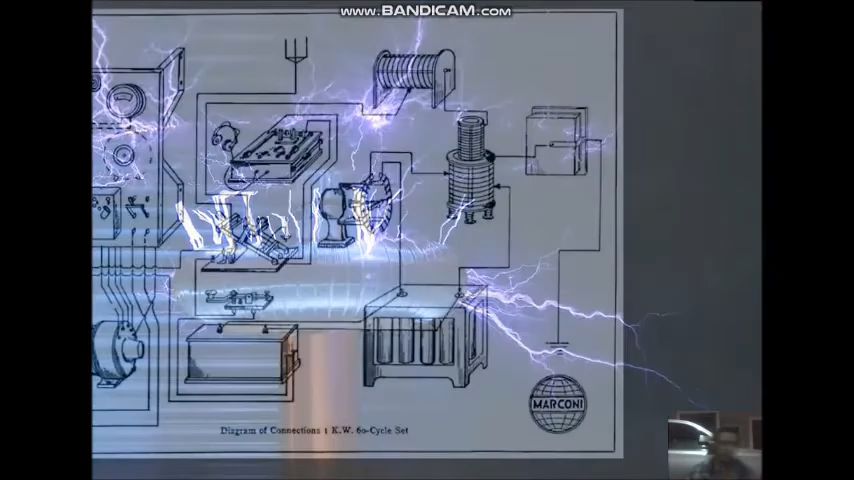 www.BANDICAM.com
Diagram of Connections 1 K.W. 60-Cycle Set
MARCONI